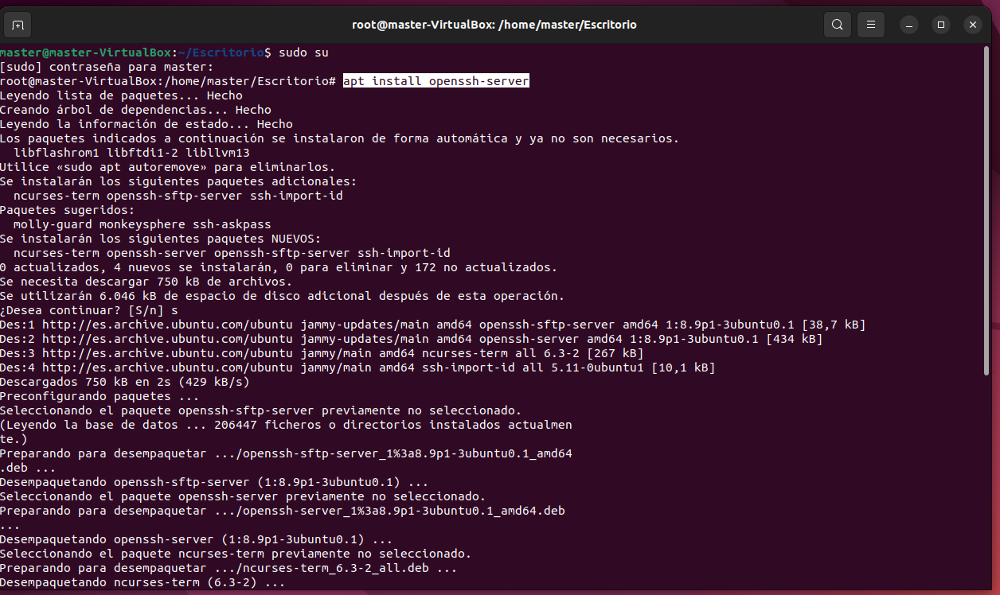 root@master-VirtualBox: /home/master/Escritorio
master@master-VirtualBox:~/Escritorio$ sudo su
[sudo] contraseña para master:
root@master-VirtualBox:/home/master/Escritorio# apt install openssh-server
Leyendo lista de paquetes... Hecho
Creando árbol de dependencias... Hecho
Leyendo la información de estado... Hecho
Los paquetes indicados a continuación se instalaron de forma automática y ya no son necesarios.
  libflashrom1 libftdi1-2 libllvm13
Utilice «sudo apt autoremove» para eliminarlos.
Se instalarán los siguientes paquetes adicionales:
  ncurses-term openssh-sftp-server ssh-import-id
Paquetes sugeridos:
  molly-guard monkeysphere ssh-askpass
Se instalarán los siguientes paquetes NUEVOS:
  ncurses-term openssh-server openssh-sftp-server ssh-import-id
0 actualizados, 4 nuevos se instalarán, 0 para eliminar y 172 no actualizados.
Se necesita descargar 750 kB de archivos.
Se utilizarán 6.046 kB de espacio de disco adicional después de esta operación.
¿Desea continuar? [S/n] s
Des:1 http://es.archive.ubuntu.com/ubuntu jammy-updates/main amd64 openssh-sftp-server amd64 1:8.9p1-3ubuntu0.1 [38,7 kB]
Des:2 http://es.archive.ubuntu.com/ubuntu jammy-updates/main amd64 openssh-server amd64 1:8.9p1-3ubuntu0.1 [434 kB]
Des:3 http://es.archive.ubuntu.com/ubuntu jammy/main amd64 ncurses-term all 6.3-2 [267 kB]
Des:4 http://es.archive.ubuntu.com/ubuntu jammy/main amd64 ssh-import-id all 5.11-0ubuntu1 [10,1 kB]
Descargados 750 kB en 2s (429 kB/s)
Preconfigurando paquetes ...
Seleccionando el paquete openssh-sftp-server previamente no seleccionado.
(Leyendo la base de datos ... 206447 ficheros o directorios instalados actualmen
te.)
Preparando para desempaquetar .../openssh-sftp-server_1%3a8.9p1-3ubuntu0.1_amd64
.deb ...
Desempaquetando openssh-sftp-server (1:8.9p1-3ubuntu0.1) ...
Seleccionando el paquete openssh-server previamente no seleccionado.
Preparando para desempaquetar .../openssh-server_1%3a8.9p1-3ubuntu0.1_amd64.deb
...
Desempaquetando openssh-server (1:8.9p1-3ubuntu0.1) ...
Seleccionando el paquete ncurses-term previamente no seleccionado.
Preparando para desempaquetar .../ncurses-term_6.3-2_all.deb ...
Desempaquetando ncurses-term (6.3-2) ...